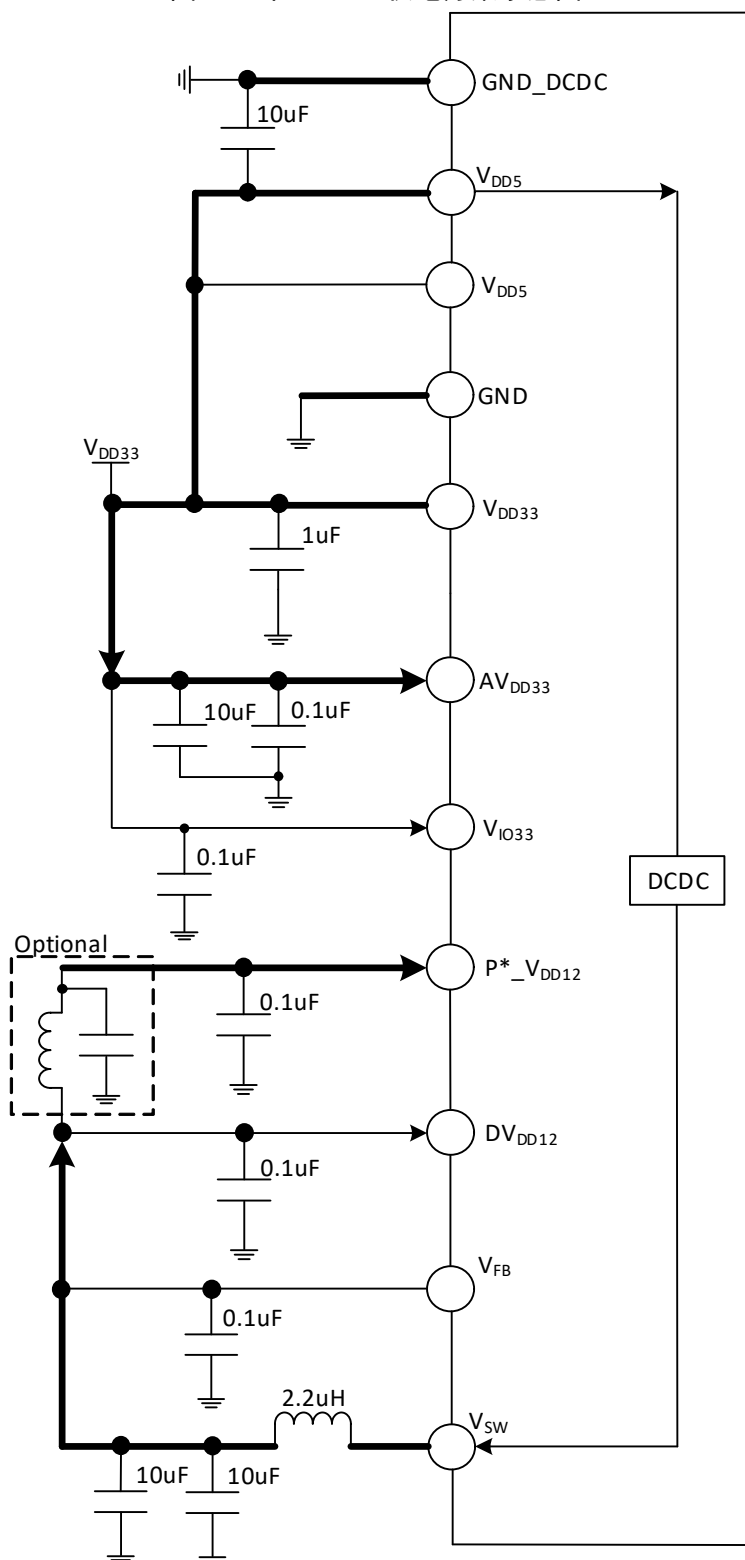 GND_DCDC
10uF
VDD5
VDD5
GND
VDD33
VDD33
1uF
AVDD33
10uF
0.1uF
VIO33
0.1uF
DCDC
Optional
P*_VDD12
0.1uF
DVDD12
0.1uF
VFB
0.1uF
2.2uH
VSW
10uF
10uF